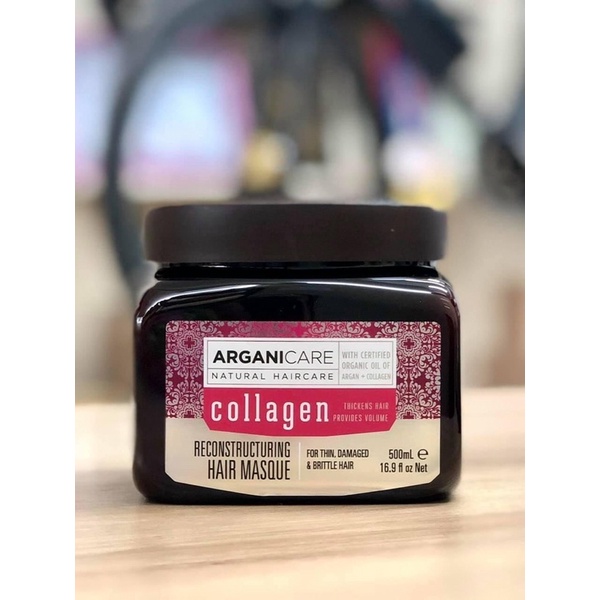 ARGANICARE
NATURAL HAIRCARE
WITH CERTIFIED
ORGANIC OIL OF
ARGAN + COLLAGEN
collagen
THICKENS HAIR
PROVIDES VOLUME
RECONSTRUCTURING
HAIR MASQUE
FOR THIN, DAMAGED
& BRITTLE HAIR
500mL ℮
16.9 fl oz Net